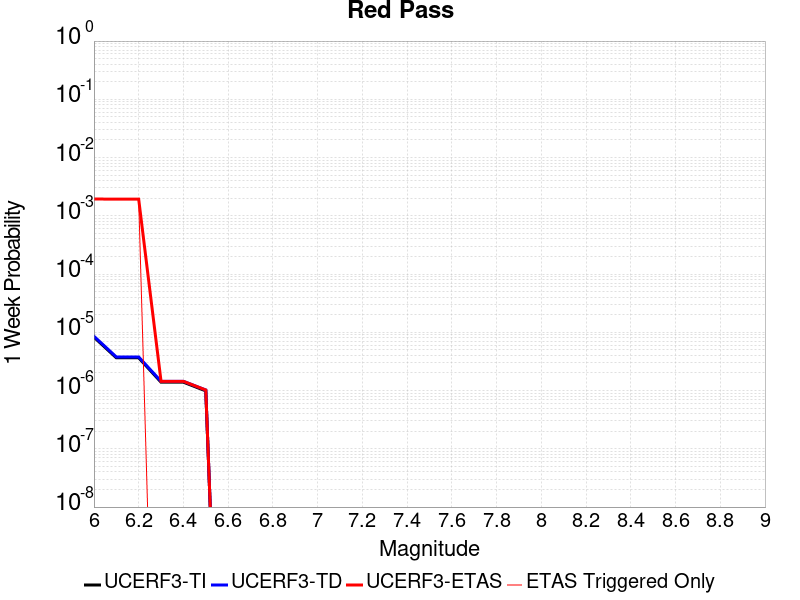 Red Pass
10 0
10 -1
10 -2
10 -3
10 -4
10 -5
10 -6
10 -7
10 -8
1 Week Probability
6 6.2 6.4 6.6 6.8 7 7.2 7.4 7.6 7.8 8 8.2 8.4 8.6 8.8 9
Magnitude
UCERF3-TI UCERF3-TD UCERF3-ETAS ETAS Triggered Only